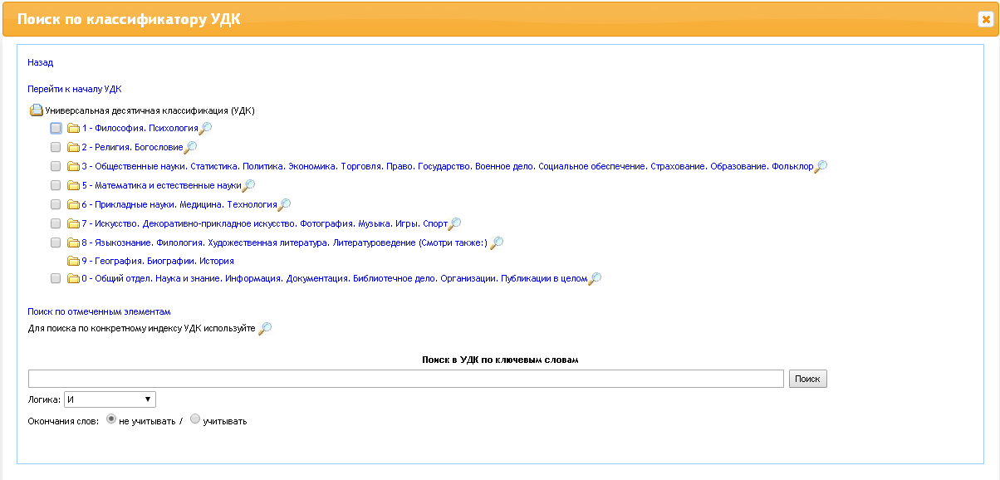 Поиск по классификатору УДК
Назад
Перейти к началу УДК
Универсальная десятичная классификация (УДК)
1 - Философия. Психология
2 - Религия. Богословие
3 - Общественные науки. Статистика. Политика. Экономика. Торговля. Право. Государство. Военное дело. Социальное обеспечение. Страхование. Образование. Фольклор
5 - Математика и естественные науки
6 - Прикладные науки. Медицина. Технология
7 - Искусство. Декоративно-прикладное искусство. Фотография. Музыка. Игры. Спорт
8 - Языкознание. Филология. Художественная литература. Литературоведение (Смотри также:)
9 - География. Биографии. История
0 - Общий отдел. Наука и знание. Информация. Документация. Библиотечное дело. Организации. Публикации в целом
Поиск по отмеченным элементам
Для поиска по конкретному индексу УДК используйте
Поиск в УДК по ключевым словам
Поиск
Логика: И
Окончания слов: не учитывать / учитывать